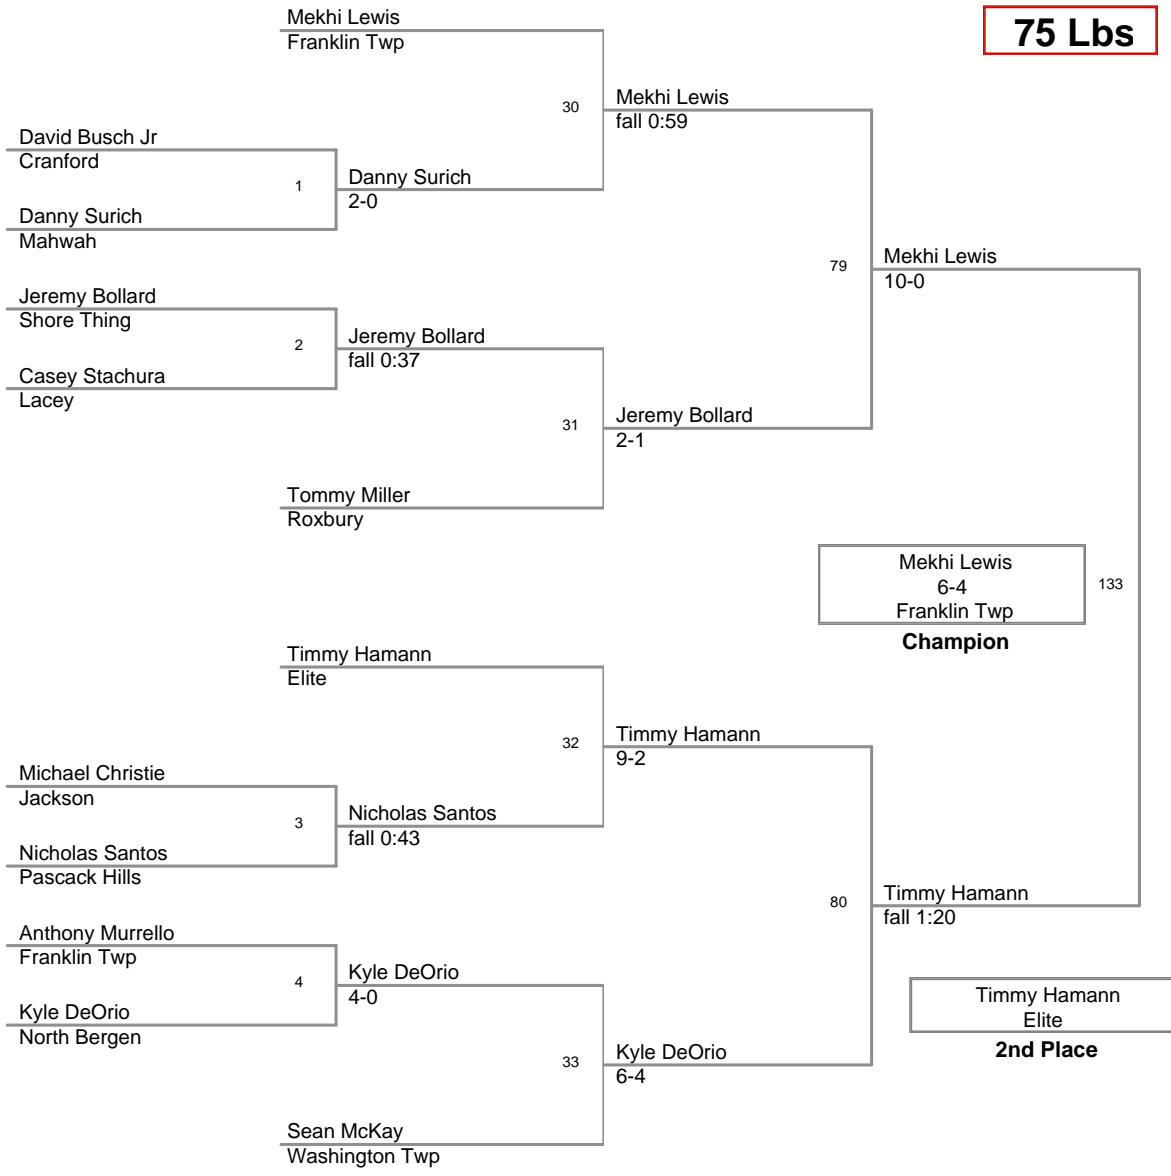 Mekhi Lewis
Franklin Twp
75 Lbs
30
Mekhi Lewis
fall 0:59
David Busch Jr
Cranford
1
Danny Surich
2-0
Danny Surich
Mahwah
79
Mekhi Lewis
10-0
Jeremy Bollard
Shore Thing
2
Jeremy Bollard
fall 0:37
Casey Stachura
Lacey
31
Jeremy Bollard
2-1
Tommy Miller
Roxbury
Mekhi Lewis
6-4
Franklin Twp
133
Champion
Timmy Hamann
Elite
32
Timmy Hamann
9-2
Michael Christie
Jackson
3
Nicholas Santos
fall 0:43
Nicholas Santos
Pascack Hills
80
Timmy Hamann
fall 1:20
Anthony Murrello
Franklin Twp
4
Kyle DeOrio
4-0
Kyle DeOrio
North Bergen
Timmy Hamann
Elite
2nd Place
33
Kyle DeOrio
6-4
Sean McKay
Washington Twp